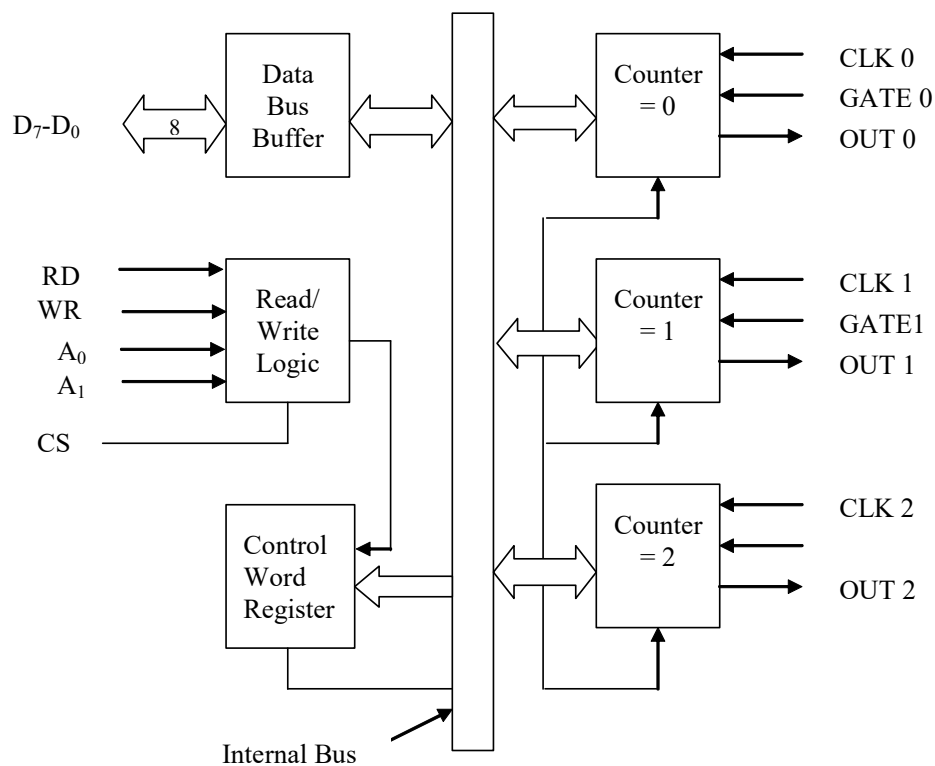 Data
Bus
Buffer
D₇-D₀
8
Counter
= 0
CLK 0
GATE 0
OUT 0
RD
WR
A₀
A₁
CS
Read/
Write
Logic
Counter
= 1
CLK 1
GATE1
OUT 1
Control
Word
Register
Counter
= 2
CLK 2
OUT 2
Internal Bus